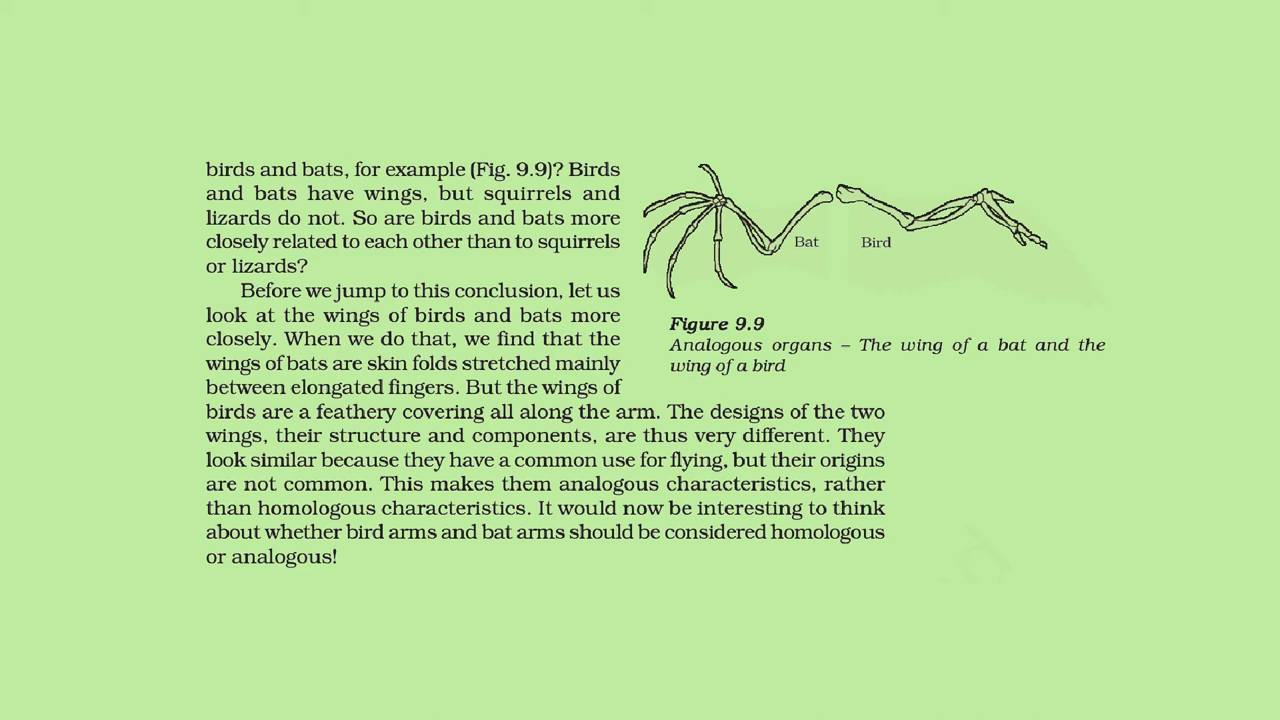 birds and bats, for example (Fig. 9.9)? Birds
and bats have wings, but squirrels and
lizards do not. So are birds and bats more
closely related to each other than to squirrels
or lizards?
Before we jump to this conclusion, let us
look at the wings of birds and bats more
closely. When we do that, we find that the
wings of bats are skin folds stretched mainly
between elongated fingers. But the wings of
birds are a feathery covering all along the arm. The designs of the two
wings, their structure and components, are thus very different. They
look similar because they have a common use for flying, but their origins
are not common. This makes them analogous characteristics, rather
than homologous characteristics. It would now be interesting to think
about whether bird arms and bat arms should be considered homologous
or analogous!
Bat
Bird
Figure 9.9
Analogous organs – The wing of a bat and the
wing of a bird